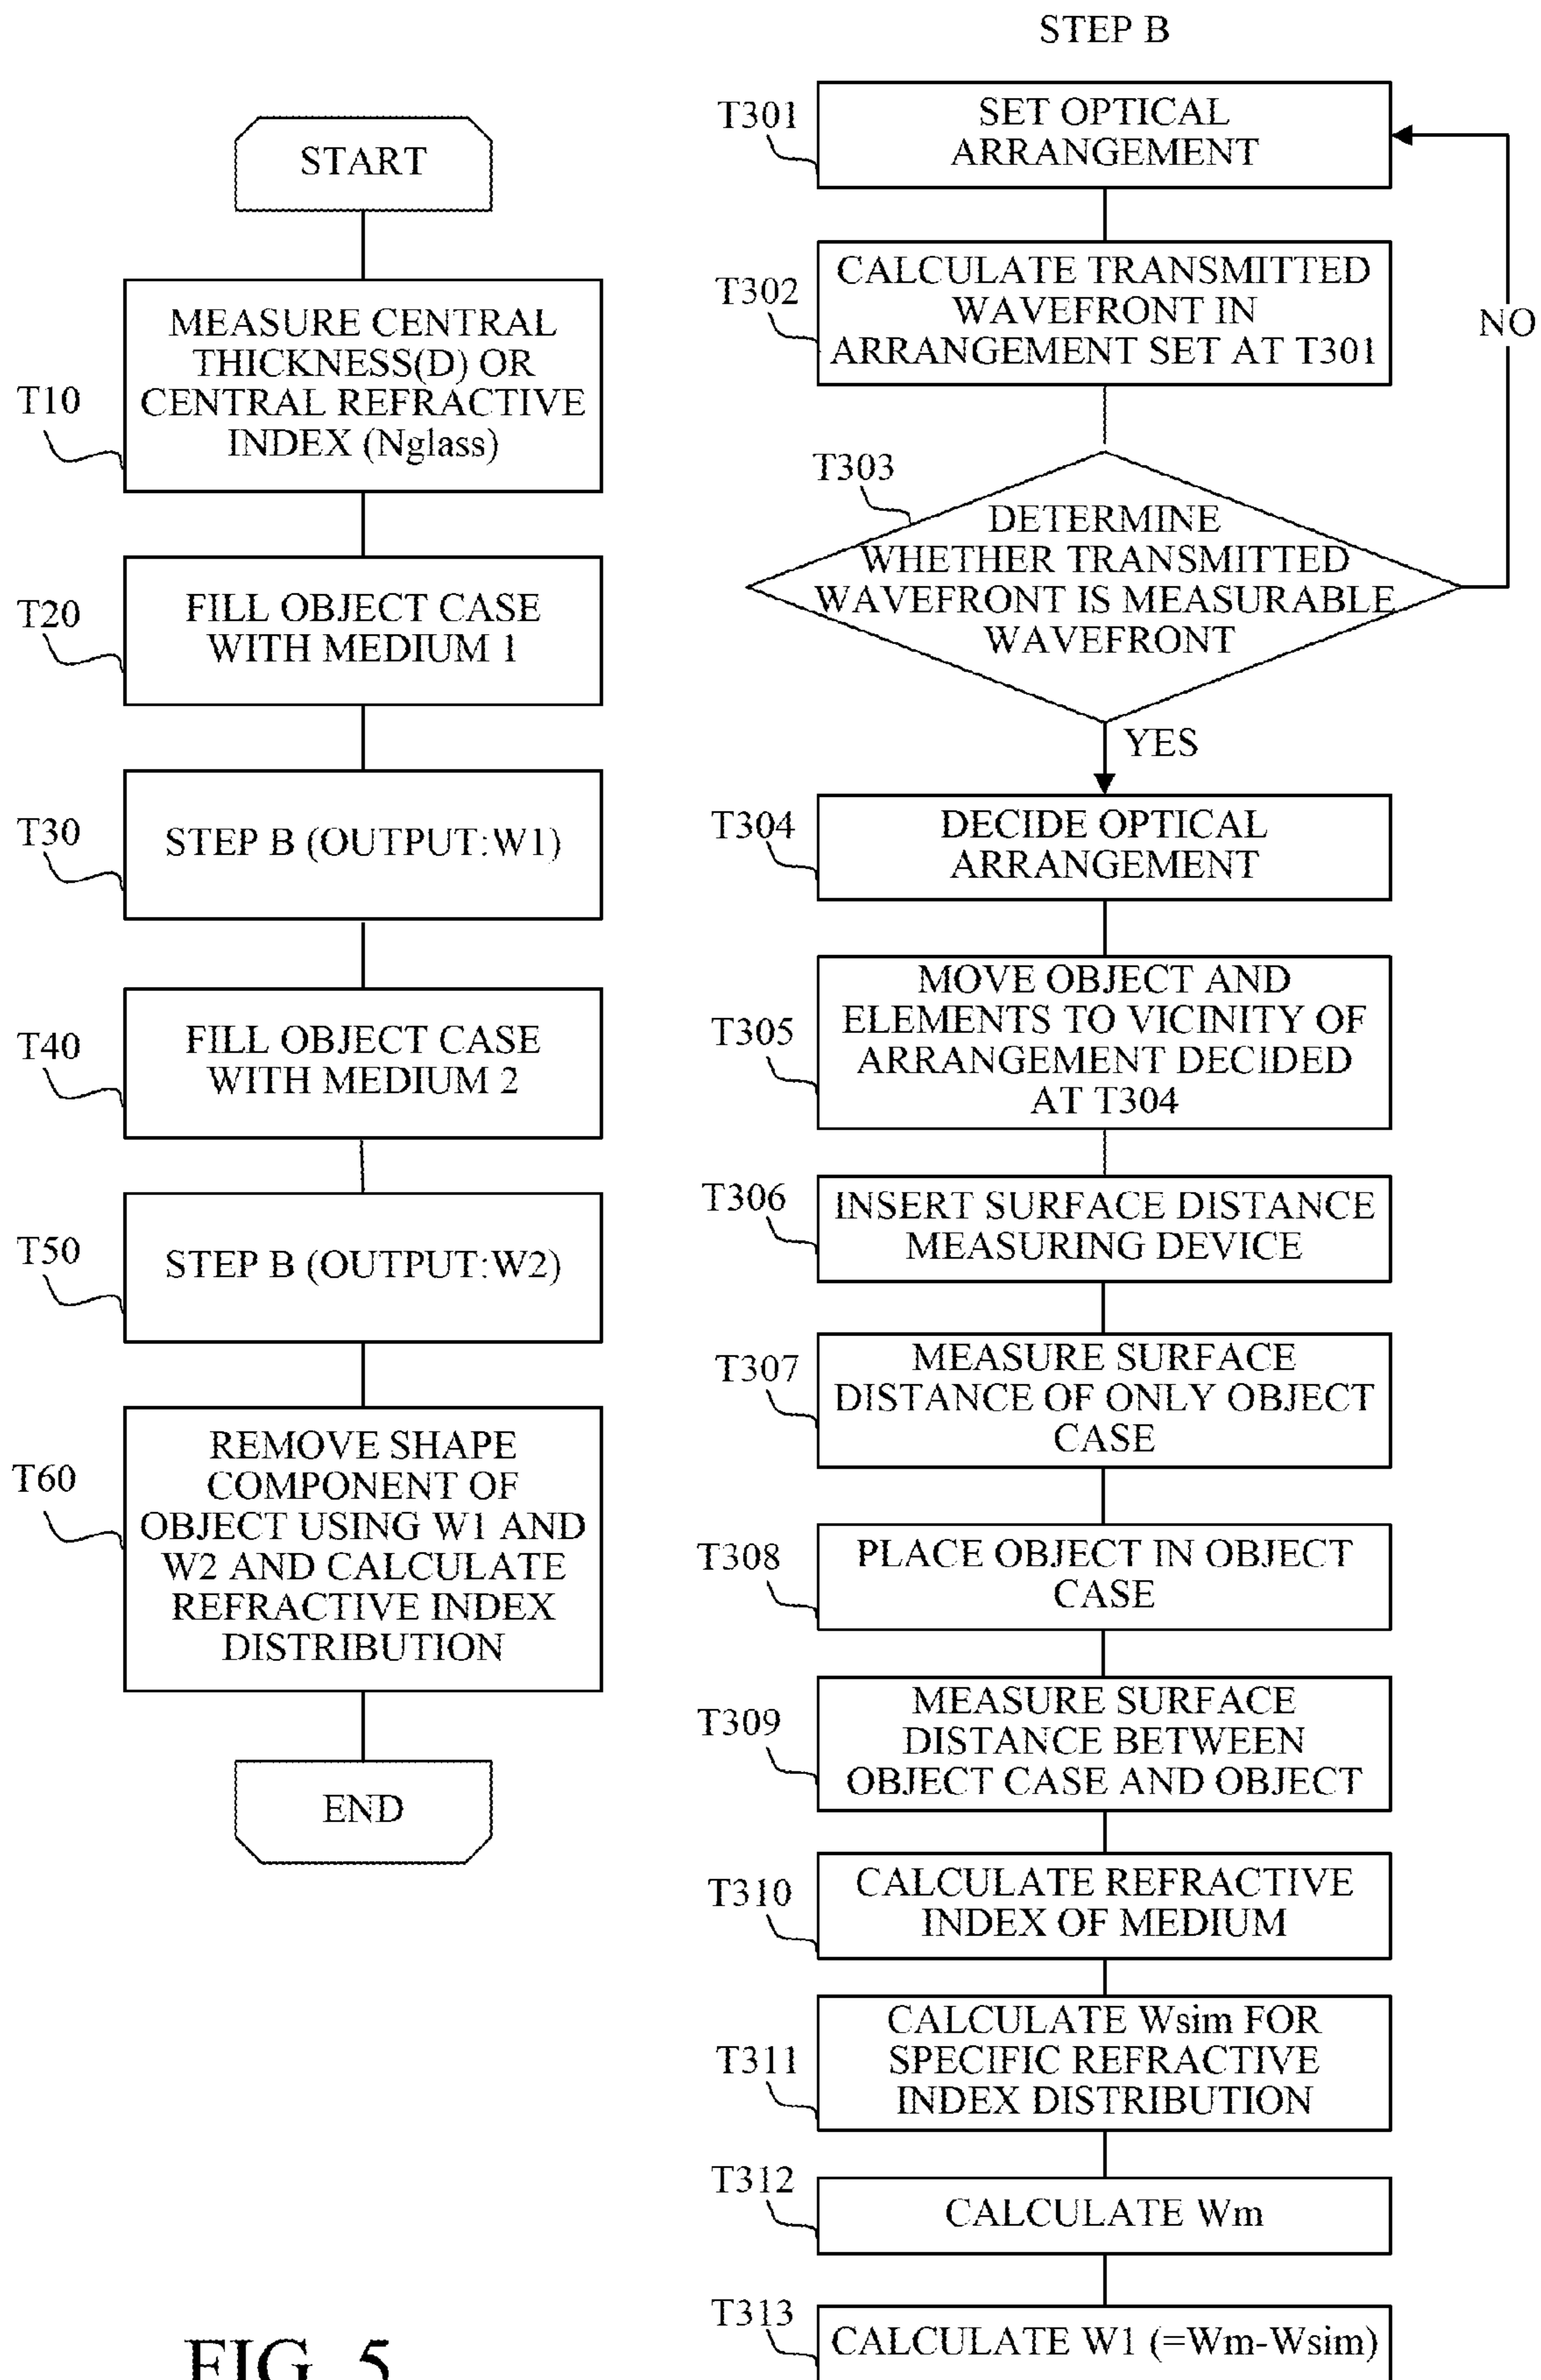 START
T10
MEASURE CENTRAL
THICKNESS(D) OR
CENTRAL REFRACTIVE
INDEX (Nglass)
T20
FILL OBJECT CASE
WITH MEDIUM 1
T30
STEP B (OUTPUT:W1)
T40
FILL OBJECT CASE
WITH MEDIUM 2
T50
STEP B (OUTPUT:W2)
T60
REMOVE SHAPE
COMPONENT OF
OBJECT USING W1 AND
W2 AND CALCULATE
REFRACTIVE INDEX
DISTRIBUTION
END
STEP B
T301
SET OPTICAL
ARRANGEMENT
T302
CALCULATE TRANSMITTED
WAVEFRONT IN
ARRANGEMENT SET AT T301
NO
T303
DETERMINE
WHETHER TRANSMITTED
WAVEFRONT IS MEASURABLE
WAVEFRONT
YES
T304
DECIDE OPTICAL
ARRANGEMENT
T305
MOVE OBJECT AND
ELEMENTS TO VICINITY OF
ARRANGEMENT DECIDED
AT T304
T306
INSERT SURFACE DISTANCE
MEASURING DEVICE
T307
MEASURE SURFACE
DISTANCE OF ONLY OBJECT
CASE
T308
PLACE OBJECT IN OBJECT
CASE
T309
MEASURE SURFACE
DISTANCE BETWEEN
OBJECT CASE AND OBJECT
T310
CALCULATE REFRACTIVE
INDEX OF MEDIUM
T311
CALCULATE Wsim FOR
SPECIFIC REFRACTIVE
INDEX DISTRIBUTION
T312
CALCULATE Wm
T313
CALCULATE W1 (=Wm-Wsim)
FIG. 5